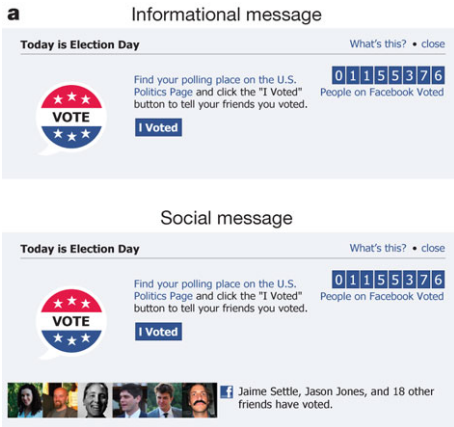 a
Informational message
Today is Election Day
What's this? • close
VOTE
Find your polling place on the U.S.
Politics Page and click the "I Voted"
button to tell your friends you voted.
I Voted
0 1 1 5 5 3 7 6
People on Facebook Voted
Social message
Today is Election Day
What's this? • close
VOTE
Find your polling place on the U.S.
Politics Page and click the "I Voted"
button to tell your friends you voted.
I Voted
0 1 1 5 5 3 7 6
People on Facebook Voted
f
Jaime Settle, Jason Jones, and 18 other
friends have voted.